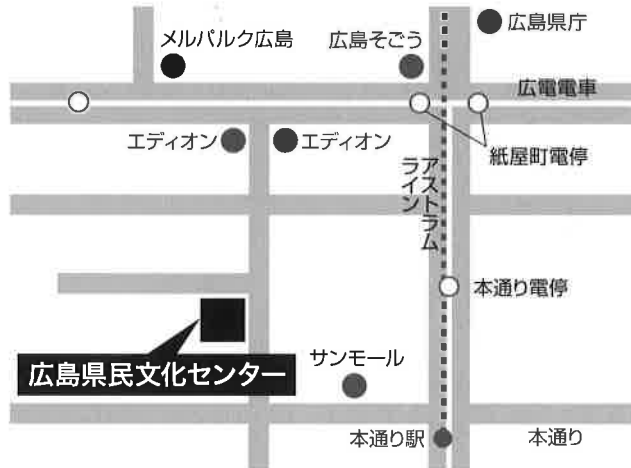 広島県庁
メルパルク広島
広島そごう
広電電車
エディオン
エディオン
紙屋町電停
アストラム
ライン
本通り電停
広島県民文化センター
サンモール
本通り駅
本通り